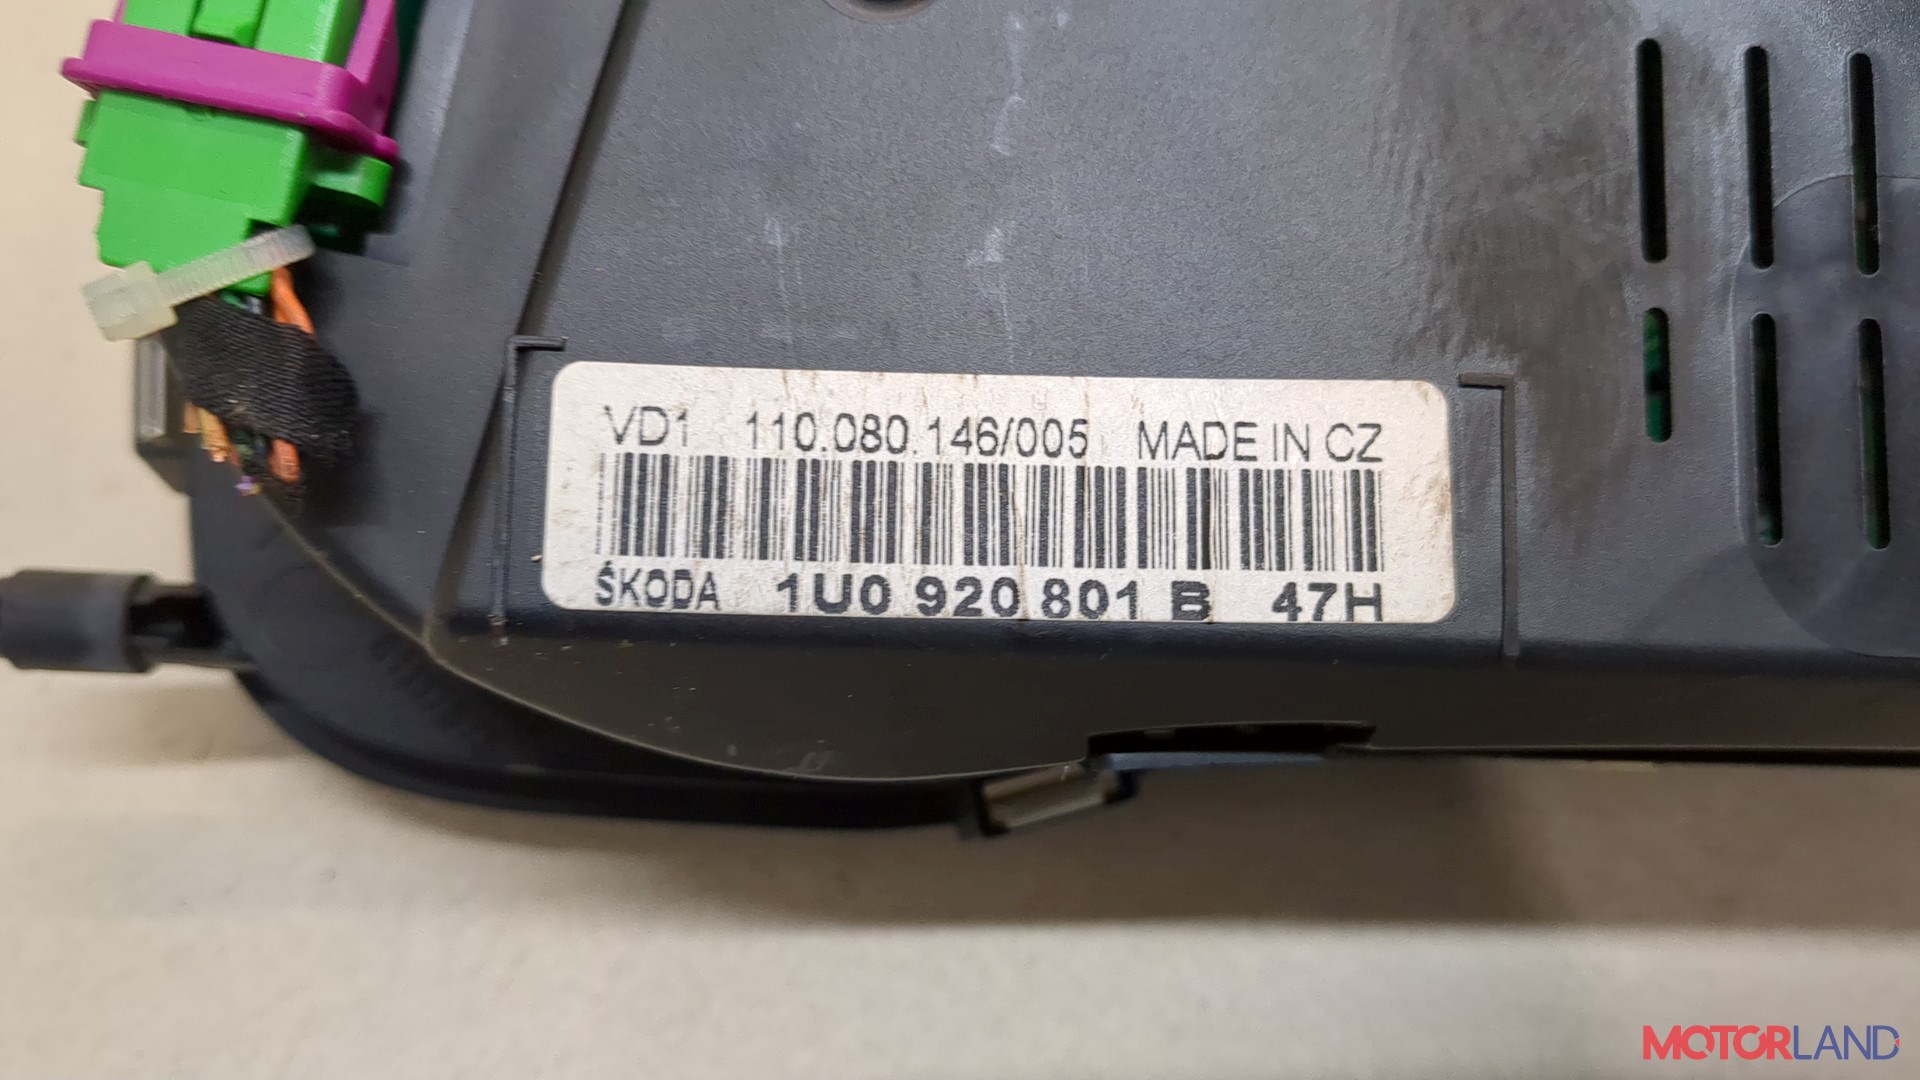 VD1 110.080.146/005 MADE IN CZ
ŠKODA 1U0 920 801 B 47H
MOTORLAND